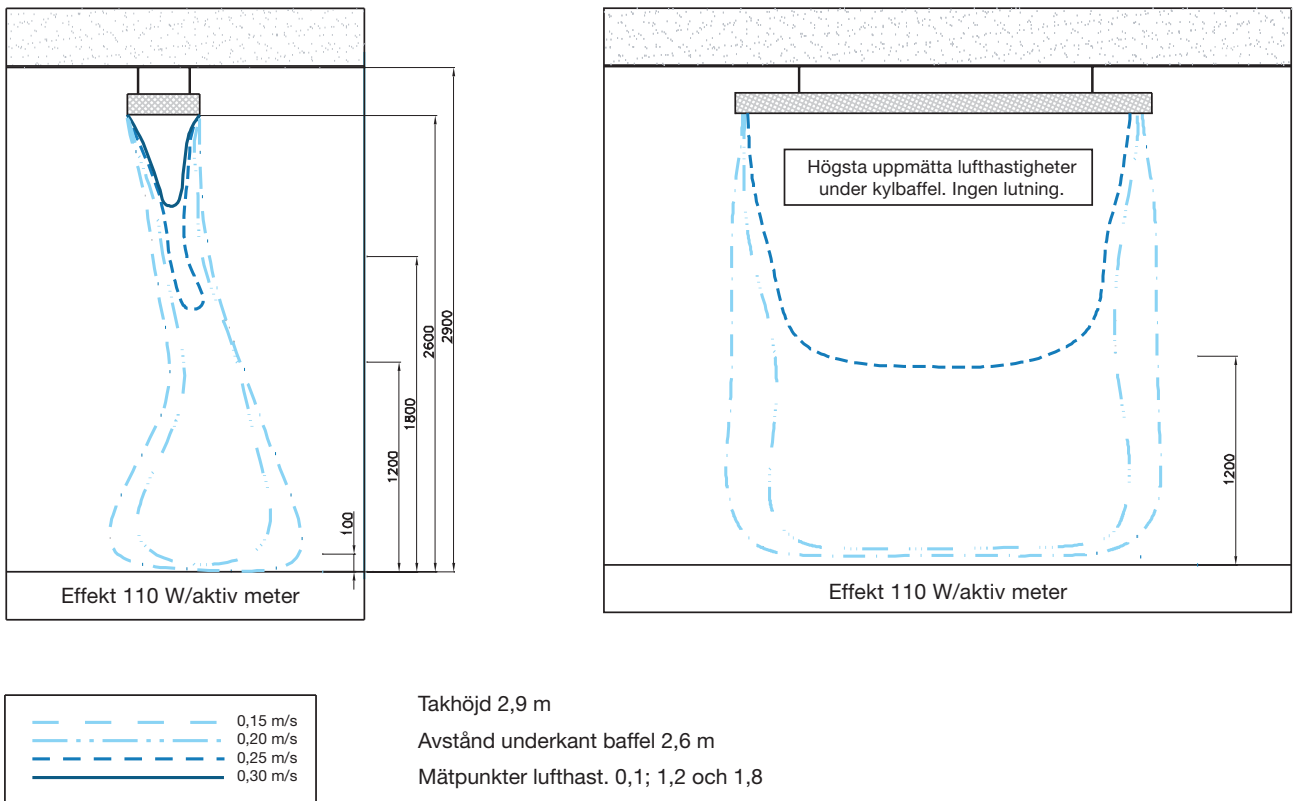 Högsta uppmätta lufthastigheter
under kylbaffel. Ingen lutning.
2900
2600
1800
1200
100
1200
Effekt 110 W/aktiv meter
Effekt 110 W/aktiv meter
0,15 m/s
0,20 m/s
0,25 m/s
0,30 m/s
Takhöjd 2,9 m
Avstånd underkant baffel 2,6 m
Mätpunkter lufthast. 0,1; 1,2 och 1,8